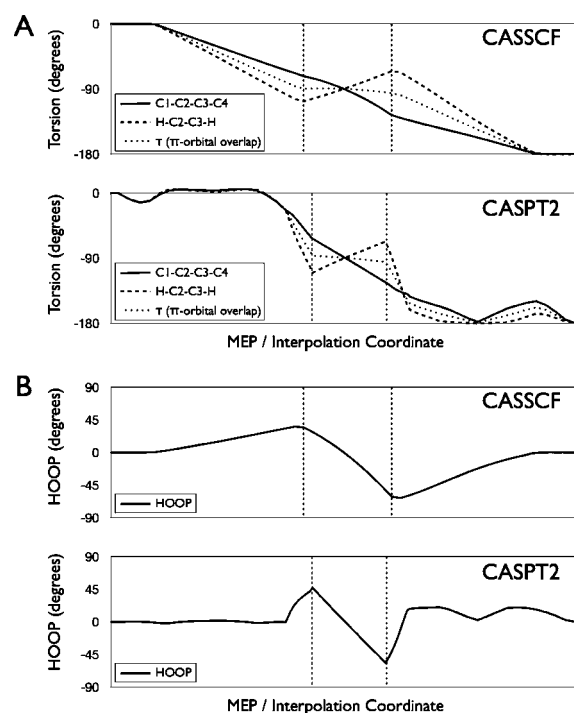 A
CASSCF
0
-90
-180
Torsion (degrees)
C1-C2-C3-C4
H-C2-C3-H
τ (π-orbital overlap)
CASPT2
0
-90
-180
Torsion (degrees)
C1-C2-C3-C4
H-C2-C3-H
τ (π-orbital overlap)
MEP / Interpolation Coordinate
B
CASSCF
90
45
0
-45
-90
HOOP (degrees)
HOOP
CASPT2
90
45
0
-45
-90
HOOP (degrees)
HOOP
MEP / Interpolation Coordinate